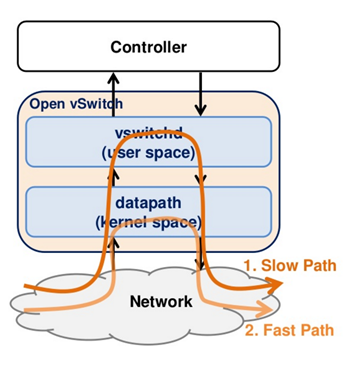 Controller
Open vSwitch
vswitchd
(user space)
datapath
(kernel space)
1. Slow Path
Network
2. Fast Path